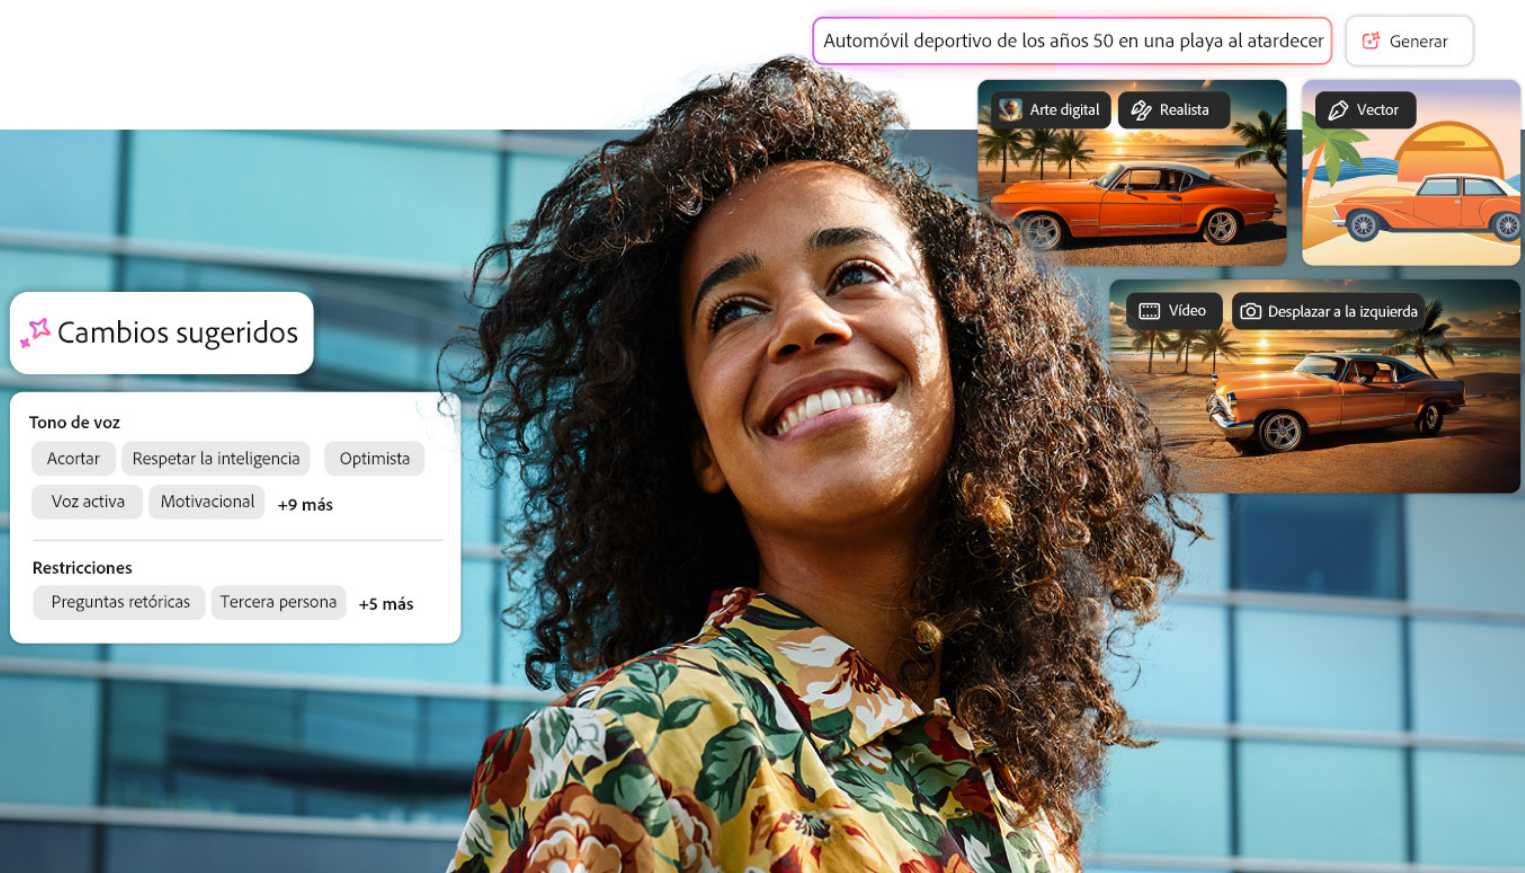 Automóvil deportivo de los años 50 en una playa al atardecer
Generar
Arte digital
Realista
Vector
Vídeo
Desplazar a la izquierda
Cambios sugeridos
Tono de voz
Acortar
Respetar la inteligencia
Optimista
Voz activa
Motivacional
+9 más
Restricciones
Preguntas retóricas
Tercera persona
+5 más